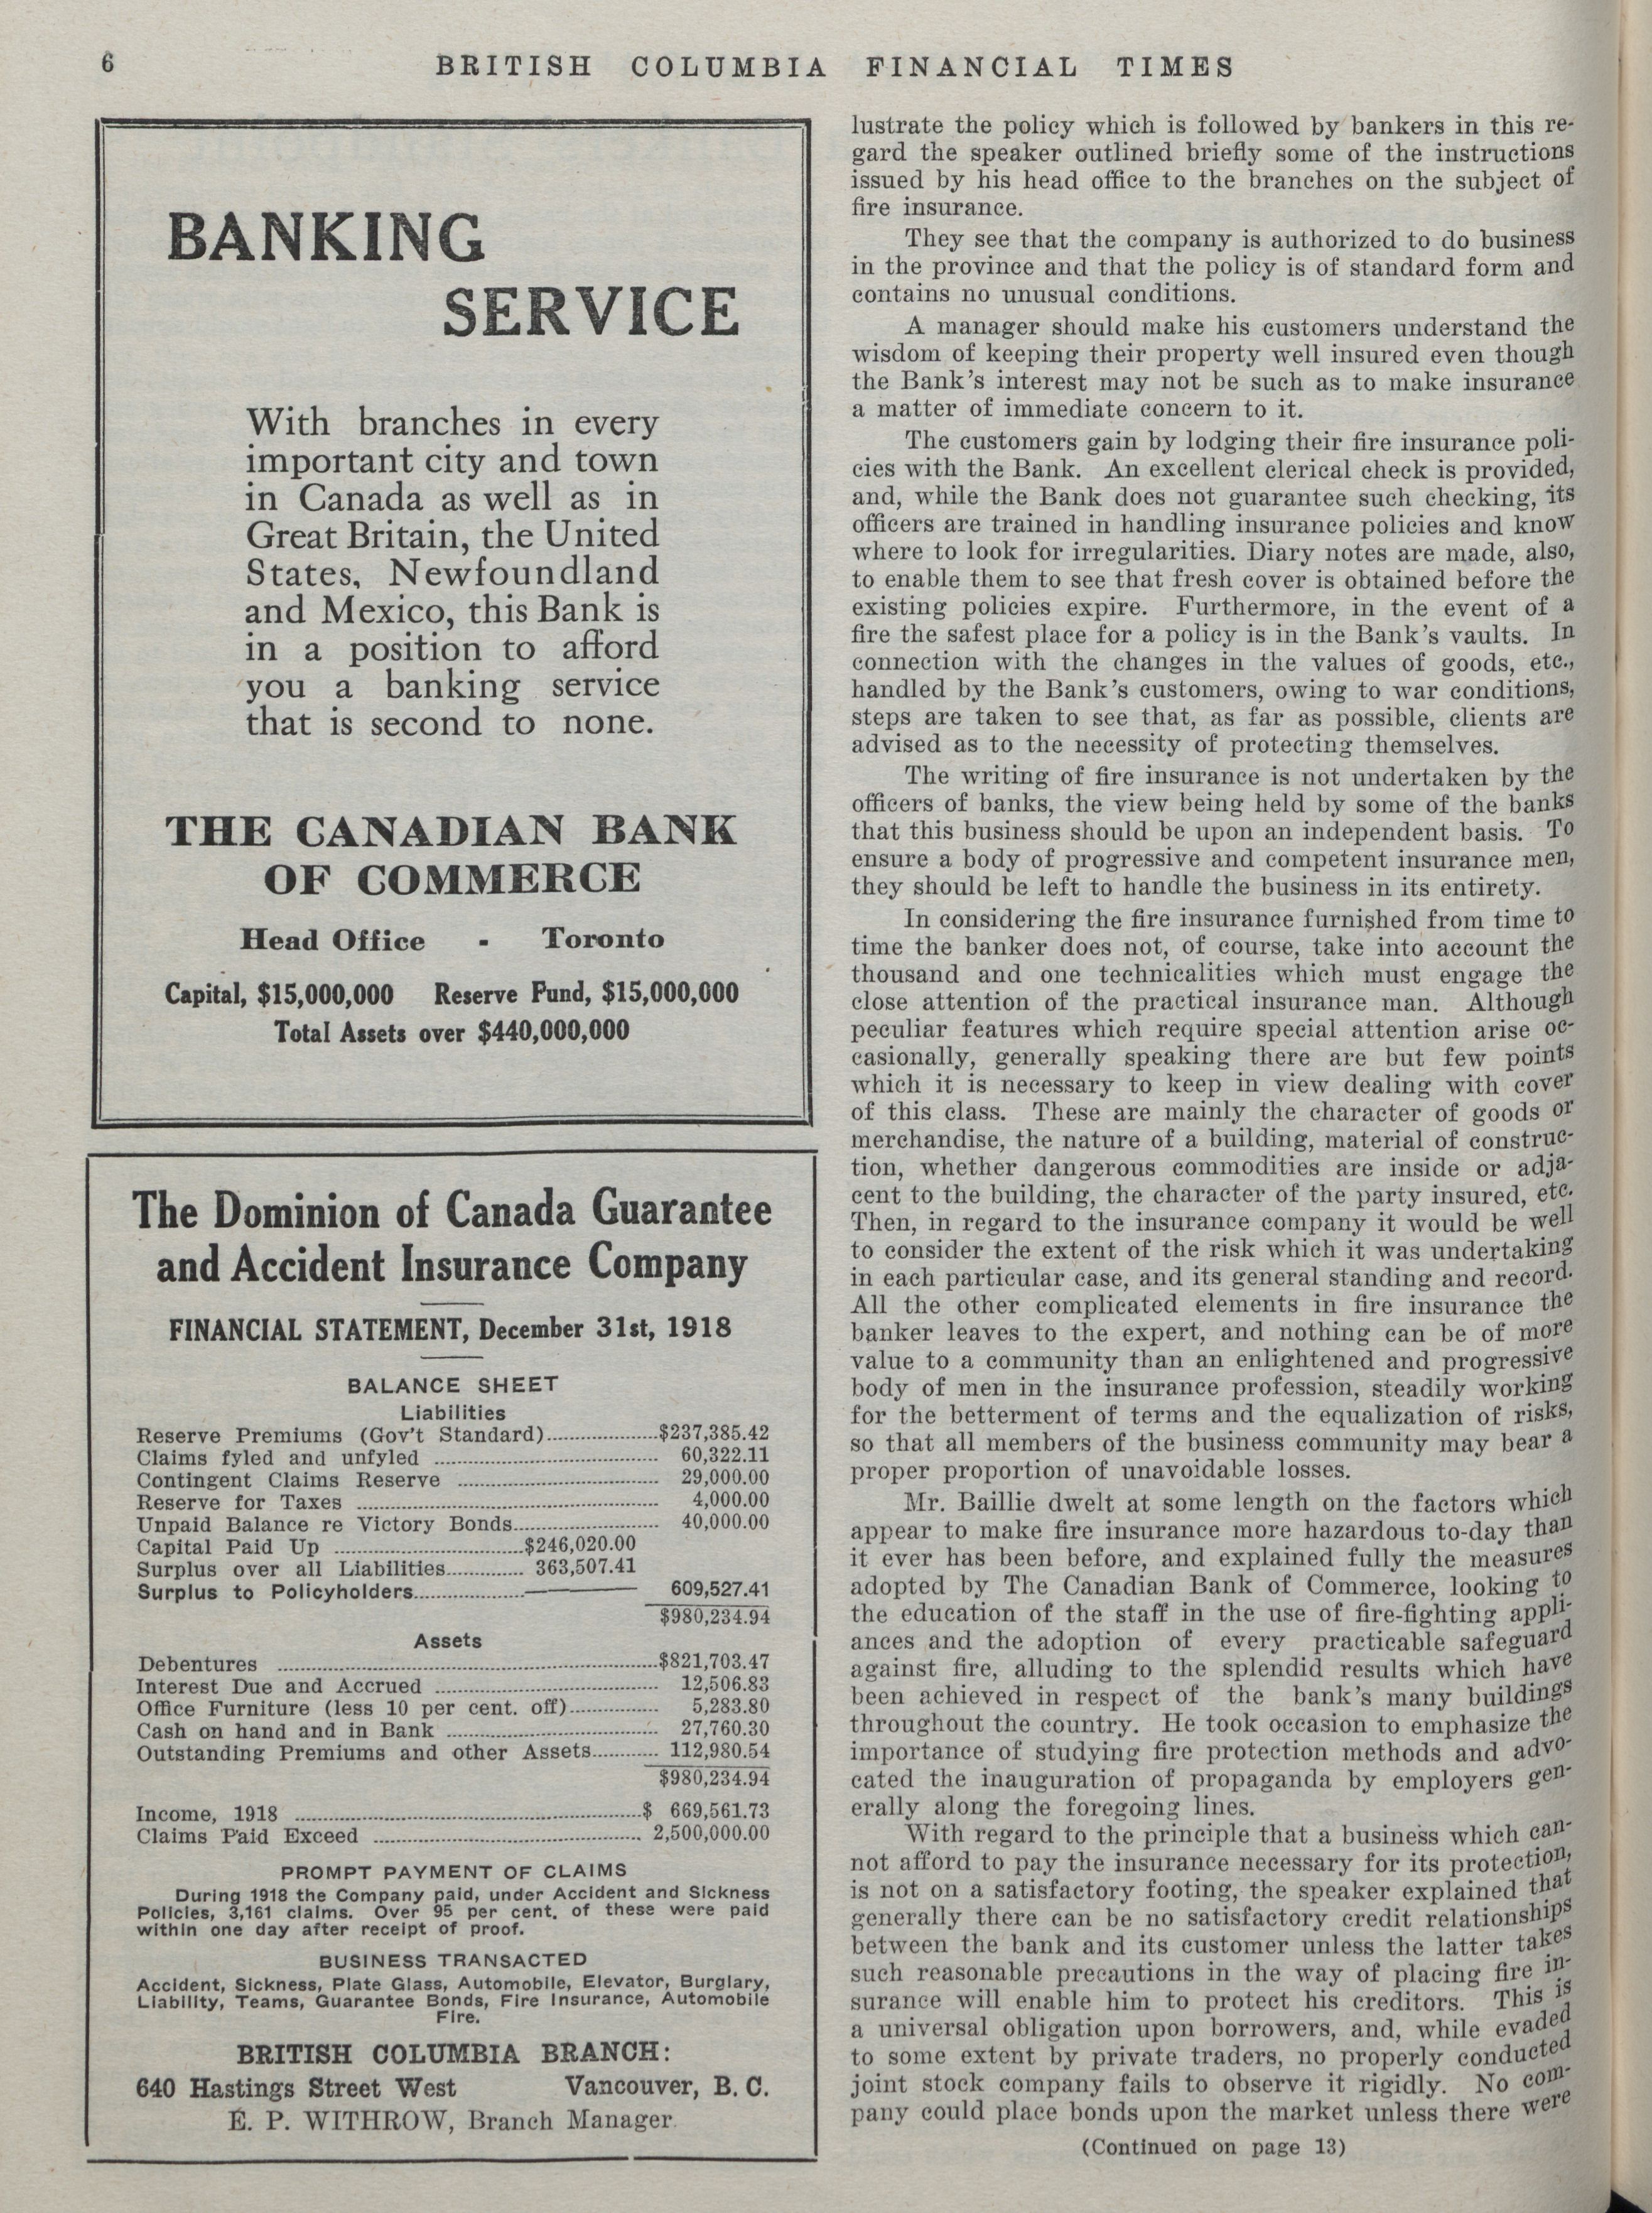 6
BRITISH COLUMBIA FINANCIAL TIMES
BANKING
SERVICE
With branches in every
important city and town
in Canada as well as in
Great Britain, the United
States, Newfoundland
and Mexico, this Bank is
in a position to afford
you a banking service
that is second to none.
THE CANADIAN BANK
OF COMMERCE
Head Office - Toronto
Capital, $15,000,000 Reserve Fund, $15,000,000
Total Assets over $440,000,000
The Dominion of Canada Guarantee
and Accident Insurance Company
FINANCIAL STATEMENT, December 31st, 1918
BALANCE SHEET
Liabilities
Reserve Premiums (Gov't Standard)....................$237,385.42
Claims fyled and unfyled .................... 60,322.11
Contingent Claims Reserve .................... 29,000.00
Reserve for Taxes .................... 4,000.00
Unpaid Balance re Victory Bonds.................... 40,000.00
Capital Paid Up ....................$246,020.00
Surplus over all Liabilities............. 363,507.41
Surplus to Policyholders.................... 609,527.41
$980,234.94
Assets
Debentures ....................$821,703.47
Interest Due and Accrued .................... 12,506.83
Office Furniture (less 10 per cent. off)............... 5,283.80
Cash on hand and in Bank .................... 27,760.30
Outstanding Premiums and other Assets........... 112,980.54
$980,234.94
Income, 1918 ....................$ 669,561.73
Claims Paid Exceed .................... 2,500,000.00
PROMPT PAYMENT OF CLAIMS
During 1918 the Company paid, under Accident and Sickness
Policies, 3,161 claims. Over 95 per cent. of these were paid
within one day after receipt of proof.
BUSINESS TRANSACTED
Accident, Sickness, Plate Glass, Automobile, Elevator, Burglary,
Liability, Teams, Guarantee Bonds, Fire Insurance, Automobile
Fire.
BRITISH COLUMBIA BRANCH:
640 Hastings Street West Vancouver, B. C.
E. P. WITHROW, Branch Manager
lustrate the policy which is followed by bankers in this re-
gard the speaker outlined briefly some of the instructions
issued by his head office to the branches on the subject of
fire insurance.
They see that the company is authorized to do business
in the province and that the policy is of standard form and
contains no unusual conditions.
A manager should make his customers understand the
wisdom of keeping their property well insured even though
the Bank's interest may not be such as to make insurance
a matter of immediate concern to it.
The customers gain by lodging their fire insurance poli-
cies with the Bank. An excellent clerical check is provided,
and, while the Bank does not guarantee such checking, its
officers are trained in handling insurance policies and know
where to look for irregularities. Diary notes are made, also,
to enable them to see that fresh cover is obtained before the
existing policies expire. Furthermore, in the event of a
fire the safest place for a policy is in the Bank's vaults. In
connection with the changes in the values of goods, etc.,
handled by the Bank's customers, owing to war conditions,
steps are taken to see that, as far as possible, clients are
advised as to the necessity of protecting themselves.
The writing of fire insurance is not undertaken by the
officers of banks, the view being held by some of the banks
that this business should be upon an independent basis. To
ensure a body of progressive and competent insurance men,
they should be left to handle the business in its entirety.
In considering the fire insurance furnished from time to
time the banker does not, of course, take into account the
thousand and one technicalities which must engage the
close attention of the practical insurance man. Although
peculiar features which require special attention arise oc-
casionally, generally speaking there are but few points
which it is necessary to keep in view dealing with cover
of this class. These are mainly the character of goods or
merchandise, the nature of a building, material of construc-
tion, whether dangerous commodities are inside or adja-
cent to the building, the character of the party insured, etc.
Then, in regard to the insurance company it would be well
to consider the extent of the risk which it was undertaking
in each particular case, and its general standing and record.
All the other complicated elements in fire insurance the
banker leaves to the expert, and nothing can be of more
value to a community than an enlightened and progressive
body of men in the insurance profession, steadily working
for the betterment of terms and the equalization of risks,
so that all members of the business community may bear a
proper proportion of unavoidable losses.
Mr. Baillie dwelt at some length on the factors which
appear to make fire insurance more hazardous to-day than
it ever has been before, and explained fully the measures
adopted by The Canadian Bank of Commerce, looking to
the education of the staff in the use of fire-fighting appli-
ances and the adoption of every practicable safeguard
against fire, alluding to the splendid results which have
been achieved in respect of the bank's many buildings
throughout the country. He took occasion to emphasize the
importance of studying fire protection methods and advo-
cated the inauguration of propaganda by employers gen-
erally along the foregoing lines.
With regard to the principle that a business which can-
not afford to pay the insurance necessary for its protection,
is not on a satisfactory footing, the speaker explained that
generally there can be no satisfactory credit relationships
between the bank and its customer unless the latter takes
such reasonable precautions in the way of placing fire in-
surance will enable him to protect his creditors. This is
a universal obligation upon borrowers, and, while evaded
to some extent by private traders, no properly conducted
joint stock company fails to observe it rigidly. No com-
pany could place bonds upon the market unless there were
(Continued on page 13)